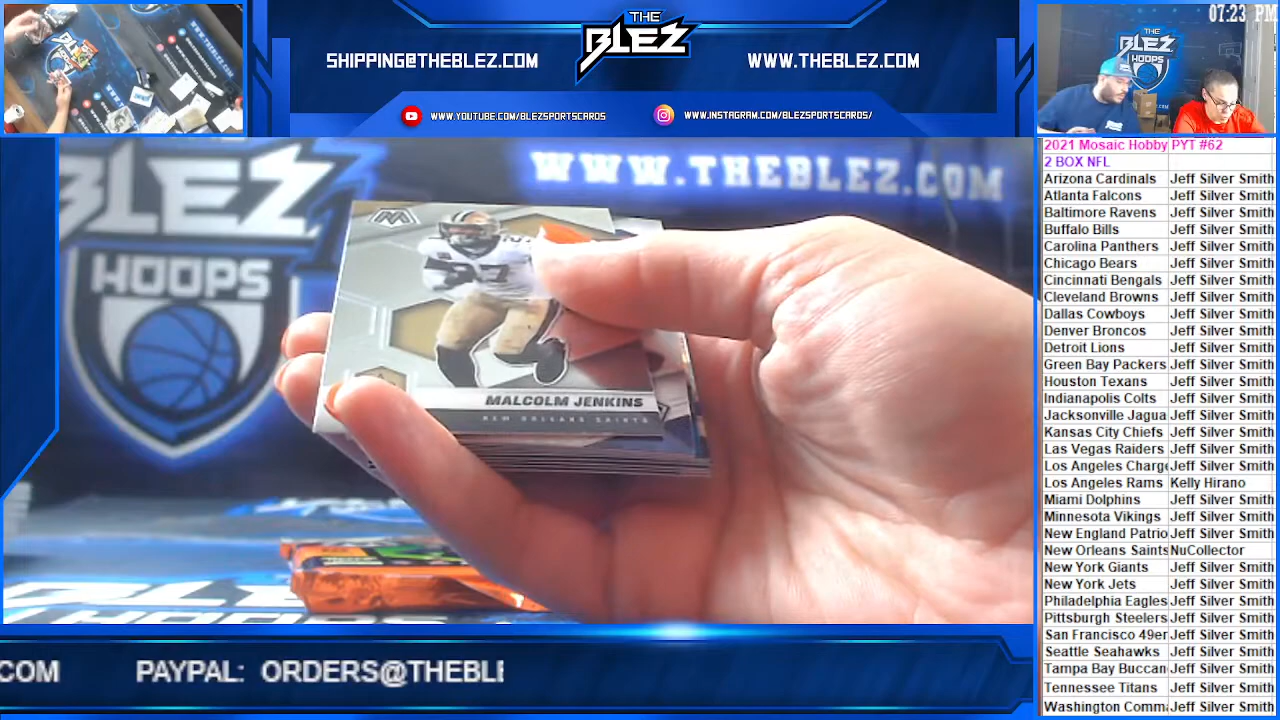 THE
BLEZ
SHIPPING@THEBLEZ.COM
WWW.THEBLEZ.COM
WWW.YOUTUBE.COM/BLEZSPORTSCARDS
WWW.INSTAGRAM.COM/BLEZSPORTSCARDS/
07:23 PM
THE
BLEZ
HOOPS
WWW.THEBLEZ.COM
BLEZ
HOOPS
MALCOLM JENKINS
NEW ORLEANS SAINTS
2021 Mosaic Hobby PYT #62
2 BOX NFL
Arizona Cardinals Jeff Silver Smith
Atlanta Falcons Jeff Silver Smith
Baltimore Ravens Jeff Silver Smith
Buffalo Bills Jeff Silver Smith
Carolina Panthers Jeff Silver Smith
Chicago Bears Jeff Silver Smith
Cincinnati Bengals Jeff Silver Smith
Cleveland Browns Jeff Silver Smith
Dallas Cowboys Jeff Silver Smith
Denver Broncos Jeff Silver Smith
Detroit Lions Jeff Silver Smith
Green Bay Packers Jeff Silver Smith
Houston Texans Jeff Silver Smith
Indianapolis Colts Jeff Silver Smith
Jacksonville Jagua Jeff Silver Smith
Kansas City Chiefs Jeff Silver Smith
Las Vegas Raiders Jeff Silver Smith
Los Angeles Charge Jeff Silver Smith
Los Angeles Rams Kelly Hirano
Miami Dolphins Jeff Silver Smith
Minnesota Vikings Jeff Silver Smith
New England Patrio Jeff Silver Smith
New Orleans Saints NuCollector
New York Giants Jeff Silver Smith
New York Jets Jeff Silver Smith
Philadelphia Eagles Jeff Silver Smith
Pittsburgh Steelers Jeff Silver Smith
San Francisco 49er Jeff Silver Smith
Seattle Seahawks Jeff Silver Smith
Tampa Bay Buccan Jeff Silver Smith
Tennessee Titans Jeff Silver Smith
Washington Comma Jeff Silver Smith
COM PAYPAL: ORDERS@THEBLE